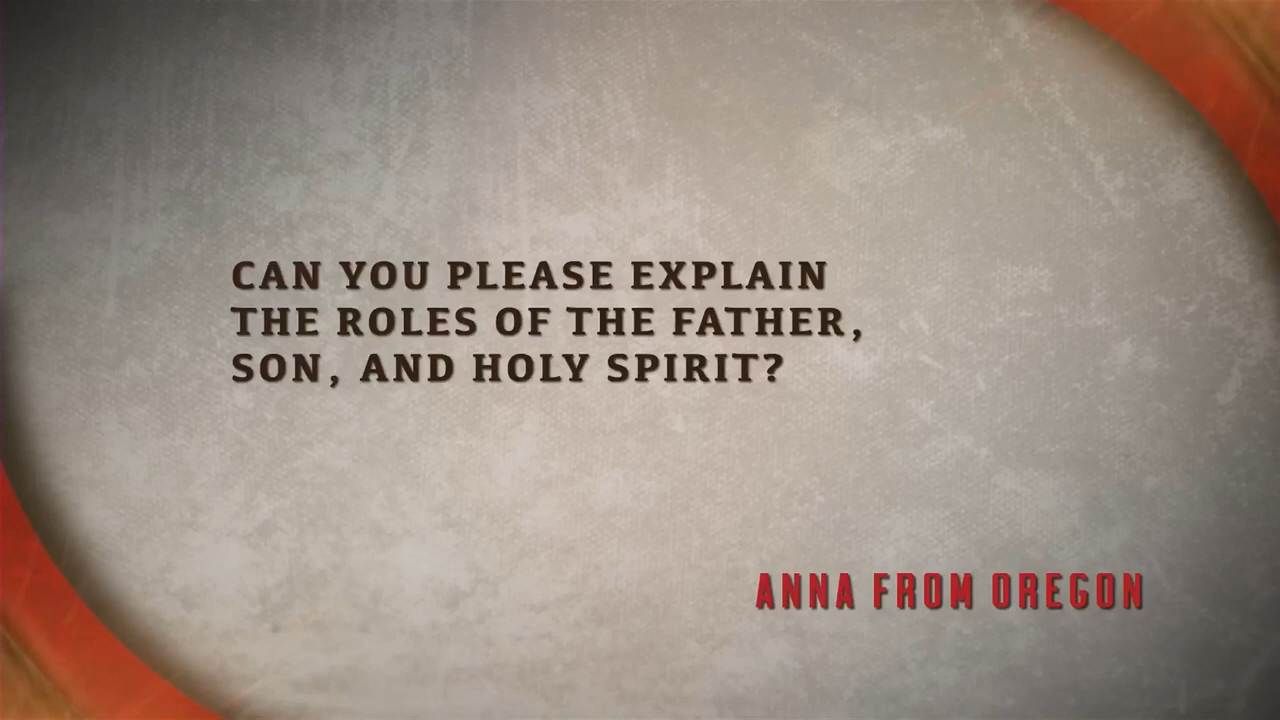 CAN YOU PLEASE EXPLAIN
THE ROLES OF THE FATHER,
SON, AND HOLY SPIRIT?
ANNA FROM OREGON